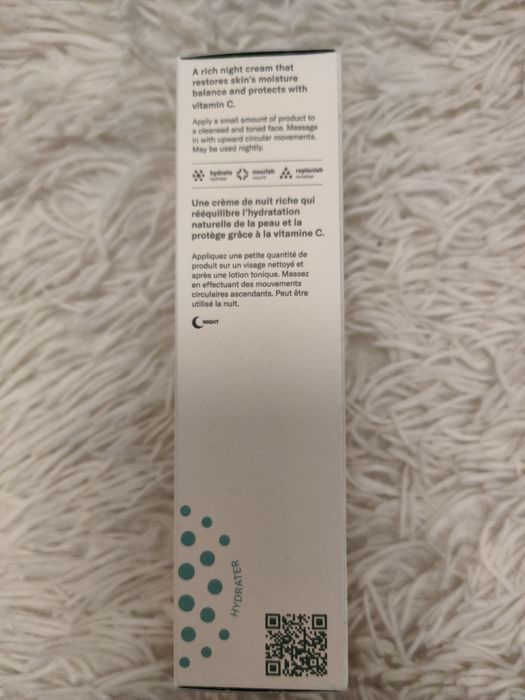 A rich night cream that
restores skin's moisture
balance and protects with
vitamin C.
Apply a small amount of product to
a cleansed and toned face. Massage
in with upward circular movements.
May be used nightly.
hydrate nourish replenish
Une crème de nuit riche qui
rééquilibre l'hydratation
naturelle de la peau et la
protège grâce à la vitamine C.
Appliquez une petite quantité de
produit sur un visage nettoyé et
après une lotion tonique. Massez
en effectuant des mouvements
circulaires ascendants. Peut être
utilisé la nuit.
NIGHT
HYDRATER